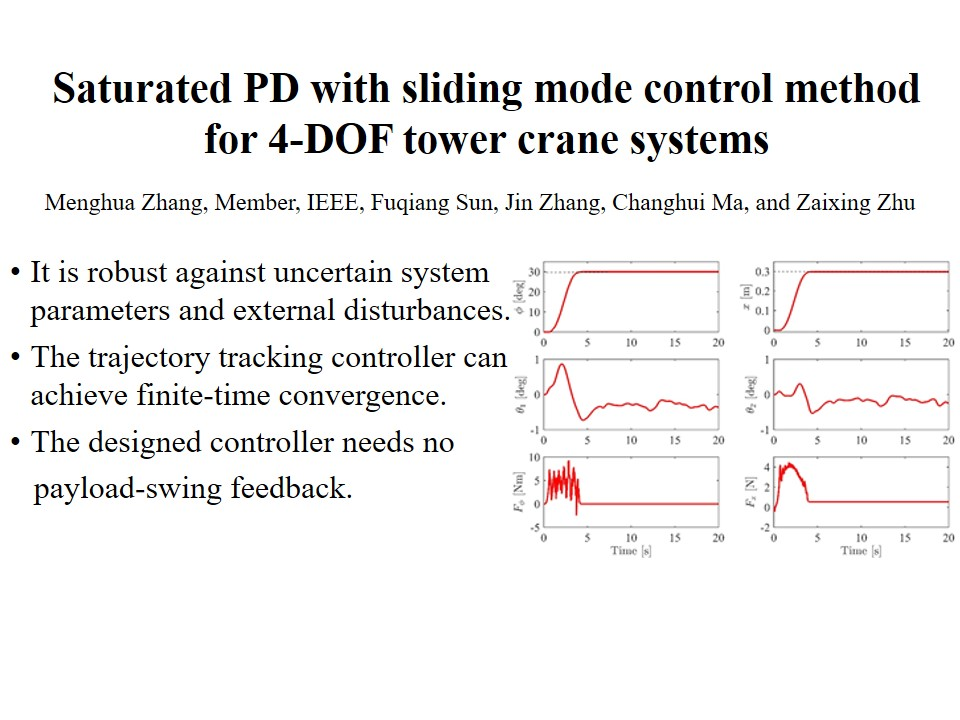 Saturated PD with sliding mode control method
for 4-DOF tower crane systems
Menghua Zhang, Member, IEEE, Fuqiang Sun, Jin Zhang, Changhui Ma, and Zaixing Zhu
• It is robust against uncertain system
parameters and external disturbances.
• The trajectory tracking controller can
achieve finite-time convergence.
• The designed controller needs no
payload-swing feedback.
ϕ [deg]
30
20
10
0
0 5 10 15 20
x [m]
0.3
0.2
0.1
0
0 5 10 15 20
θ₁ [deg]
1
0
-1
0 5 10 15 20
θ₂ [deg]
1
0
-1
0 5 10 15 20
Fϕ [Nm]
10
5
0
-5
0 5 10 15 20
Time [s]
Fx [N]
4
2
0
-2
0 5 10 15 20
Time [s]